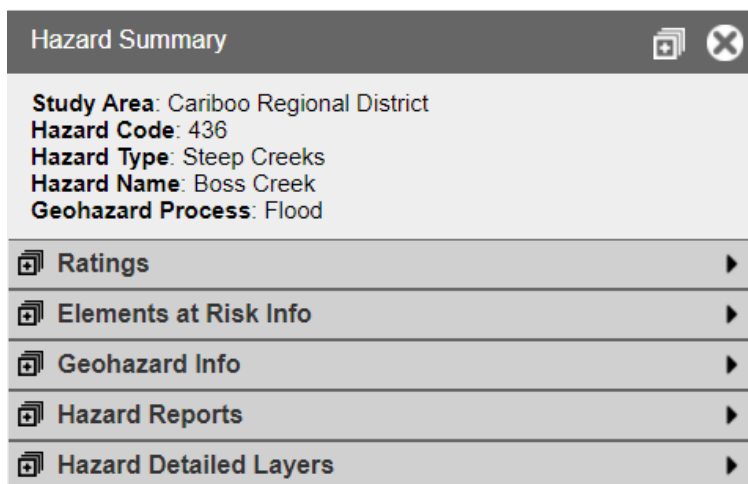 Hazard Summary
Study Area: Cariboo Regional District
Hazard Code: 436
Hazard Type: Steep Creeks
Hazard Name: Boss Creek
Geohazard Process: Flood
Ratings
Elements at Risk Info
Geohazard Info
Hazard Reports
Hazard Detailed Layers